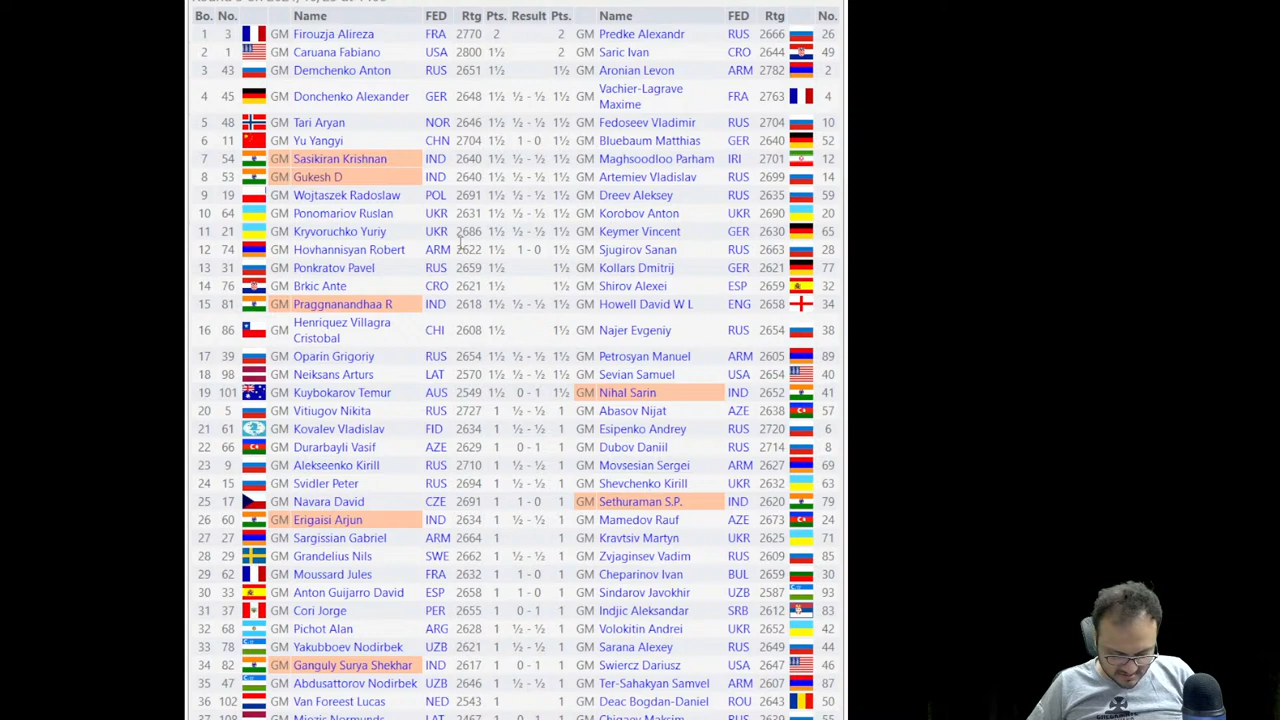 Bo. No. Name FED Rtg Pts. Result Pts. Name FED Rtg No.
1 3 GM Firouzja Alireza FRA 2770 2 2 GM Predke Alexandr RUS 2666 26
2 1 GM Caruana Fabiano USA 2800 1½ 2 GM Saric Ivan CRO 2644 49
3 43 GM Demchenko Anton RUS 2651 1½ 1½ GM Aronian Levon ARM 2782 2
4 45 GM Donchenko Alexander GER 2648 1½ ½ - ½ 1½ GM Vachier-Lagrave Maxime FRA 2763 4
5 48 GM Tari Aryan NOR 2646 1½ ½ - ½ 1½ GM Fedoseev Vladimir RUS 2704 10
6 11 GM Yu Yangyi CHN 2704 1½ 1 - 0 1½ GM Bluebaum Matthias GER 2640 52
7 54 GM Sasikiran Krishnan IND 2640 1½ ½ - ½ 1½ GM Maghsoodloo Parham IRI 2701 12
8 53 GM Gukesh D IND 2640 1½ ½ - ½ 1½ GM Artemiev Vladislav RUS 2699 14
9 19 GM Wojtaszek Radoslaw POL 2691 1½ ½ - ½ 1½ GM Dreev Aleksey RUS 2635 59
10 64 GM Ponomariov Ruslan UKR 2631 1½ ½ - ½ 1½ GM Korobov Anton UKR 2690 20
11 21 GM Kryvoruchko Yuriy UKR 2686 1½ ½ - ½ 1½ GM Keymer Vincent GER 2630 65
12 74 GM Hovhannisyan Robert ARM 2622 1½ 1 - 0 1½ GM Sjugirov Sanan RUS 2663 28
13 31 GM Ponkratov Pavel RUS 2659 1½ 1½ GM Kollars Dmitrij GER 2621 77
14 76 GM Brkic Ante CRO 2621 1½ 1½ GM Shirov Alexei ESP 2659 32
15 81 GM Praggnanandhaa R IND 2618 1½ ½ - ½ 1½ GM Howell David W L ENG 2658 34
16 86 GM Henriquez Villagra Cristobal CHI 2608 1½ 1½ GM Najer Evgeniy RUS 2654 38
17 39 GM Oparin Grigoriy RUS 2654 1½ ½ - ½ 1½ GM Petrosyan Manuel ARM 2605 89
18 98 GM Neiksans Arturs LAT 2570 1½ ½ - ½ 1½ GM Sevian Samuel USA 2654 40
19 101 GM Kuybokarov Temur AUS 2549 1½ 0 - 1 1½ GM Nihal Sarin IND 2652 41
20 5 GM Vitiugov Nikita RUS 2727 1 ½ - ½ 1 GM Abasov Nijat AZE 2638 57
21 61 GM Kovalev Vladislav FID 2634 1 ½ - ½ 1 GM Esipenko Andrey RUS 2720 6
22 66 GM Durarbayli Vasif AZE 2629 1 0 - 1 1 GM Dubov Daniil RUS 2714 8
23 9 GM Alekseenko Kirill RUS 2710 1 ½ - ½ 1 GM Movsesian Sergei ARM 2627 69
24 15 GM Svidler Peter RUS 2694 1 ½ - ½ 1 GM Shevchenko Kirill UKR 2632 63
25 17 GM Navara David CZE 2691 1 1 - 0 1 GM Sethuraman S.P. IND 2620 79
26 60 GM Erigaisi Arjun IND 2634 1 ½ - ½ 1 GM Mamedov Rauf AZE 2673 24
27 27 GM Sargissian Gabriel ARM 2664 1 ½ - ½ 1 GM Kravtsiv Martyn UKR 2625 71
28 29 GM Grandelius Nils SWE 2662 1 ½ - ½ 1 GM Zvjaginsev Vadim RUS 2608 85
29 62 GM Moussard Jules FRA 2632 1 1 - 0 1 GM Cheparinov Ivan BUL 2659 30
30 33 GM Anton Guijarro David ESP 2658 1 1 - 0 1 GM Sindarov Javokhir UZB 2587 93
31 37 GM Cori Jorge PER 2655 1 ½ - ½ 1 GM Indjic Aleksandar SRB 2612 83
32 68 GM Pichot Alan ARG 2628 1 ½ - ½ 1 GM Volokitin Andrei UKR 2652 42
33 78 GM Yakubboev Nodirbek UZB 2621 1 ½ - ½ 1 GM Sarana Alexey RUS 2649 44
34 82 GM Ganguly Surya Shekhar IND 2617 1 ½ - ½ 1 GM Swiercz Dariusz USA 2647 46
35 47 GM Abdusattorov Nodirbek UZB 2646 1 ½ - ½ 1 GM Ter-Sahakyan Samvel ARM 2607 87
GM Van Foreest Lucas NED 2543 1 ½ - ½ 1 GM Deac Bogdan-Daniel ROU
GM Miezis Normunds LAT GM Chigaev Maksim RUS